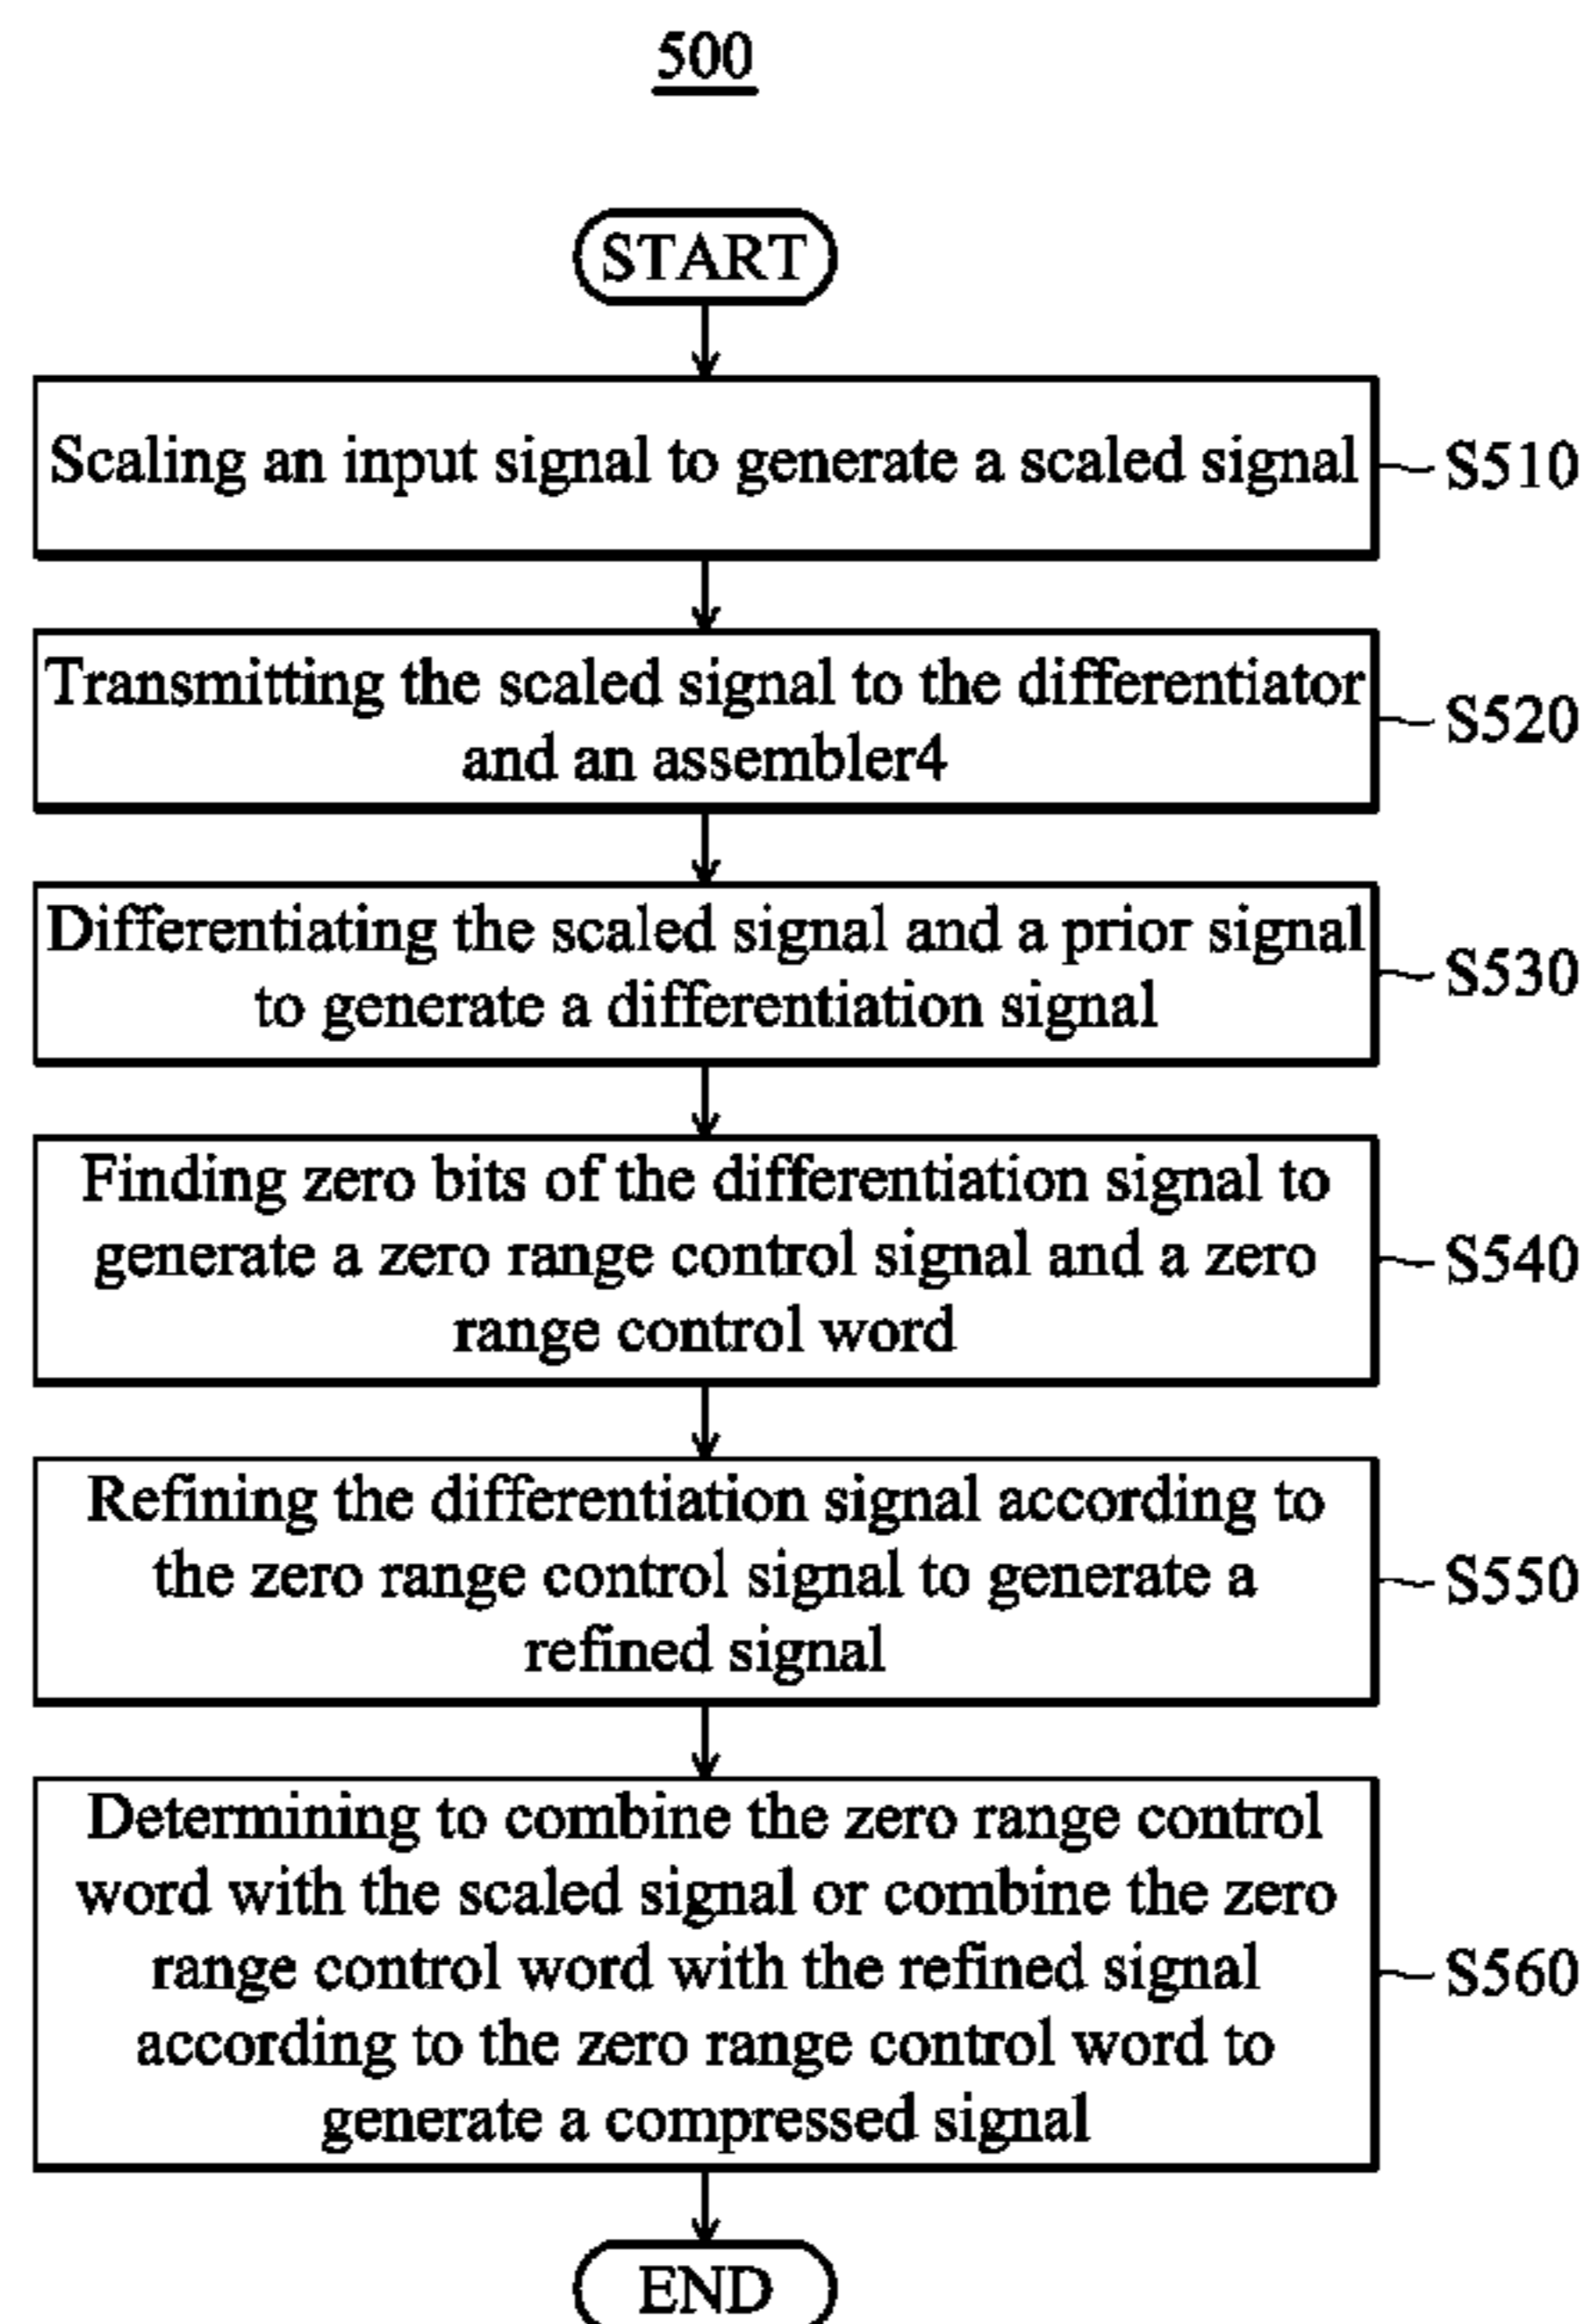 500
START
Scaling an input signal to generate a scaled signal
S510
Transmitting the scaled signal to the differentiator
and an assembler4
S520
Differentiating the scaled signal and a prior signal
to generate a differentiation signal
S530
Finding zero bits of the differentiation signal to
generate a zero range control signal and a zero
range control word
S540
Refining the differentiation signal according to
the zero range control signal to generate a
refined signal
S550
Determining to combine the zero range control
word with the scaled signal or combine the zero
range control word with the refined signal
according to the zero range control word to
generate a compressed signal
S560
END